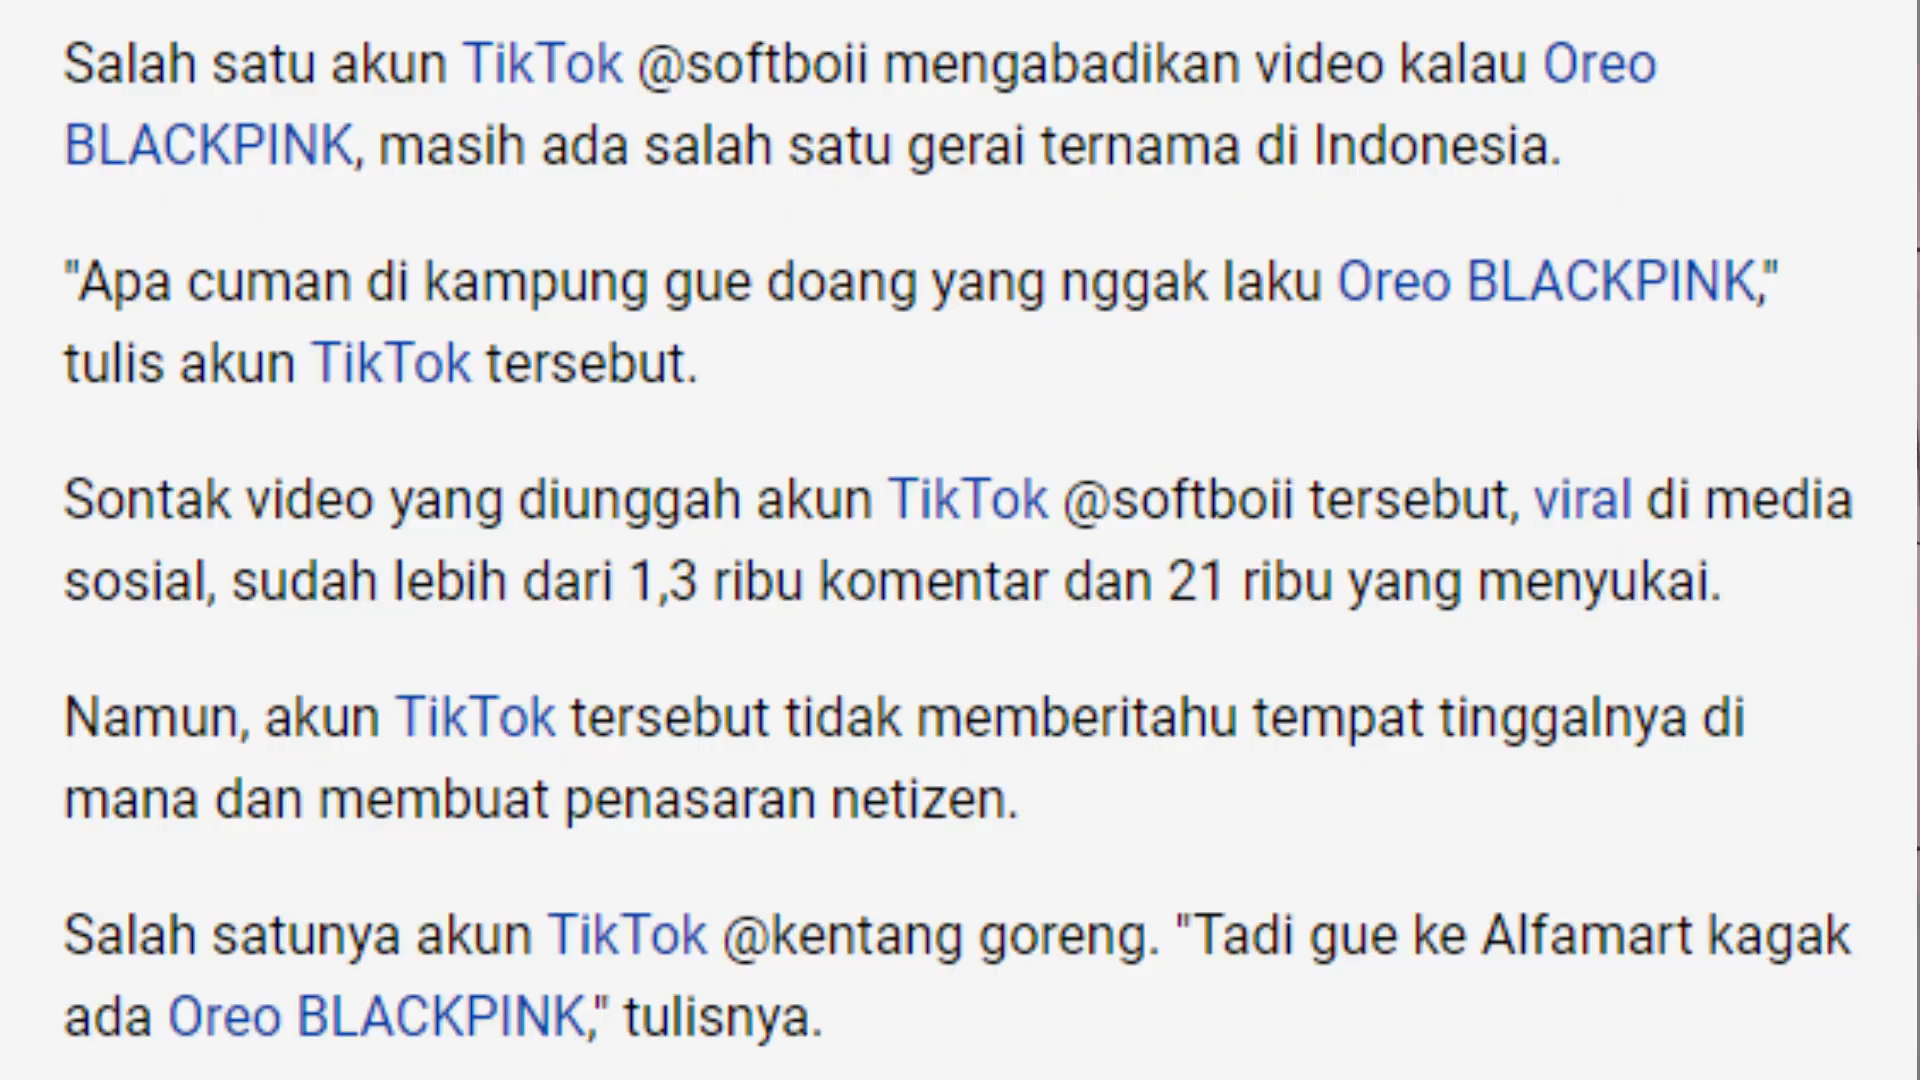 Salah satu akun TikTok @softboii mengabadikan video kalau Oreo
BLACKPINK, masih ada salah satu gerai ternama di Indonesia.
"Apa cuman di kampung gue doang yang nggak laku Oreo BLACKPINK,"
tulis akun TikTok tersebut.
Sontak video yang diunggah akun TikTok @softboii tersebut, viral di media
sosial, sudah lebih dari 1,3 ribu komentar dan 21 ribu yang menyukai.
Namun, akun TikTok tersebut tidak memberitahu tempat tinggalnya di
mana dan membuat penasaran netizen.
Salah satunya akun TikTok @kentang goreng. "Tadi gue ke Alfamart kagak
ada Oreo BLACKPINK," tulisnya.